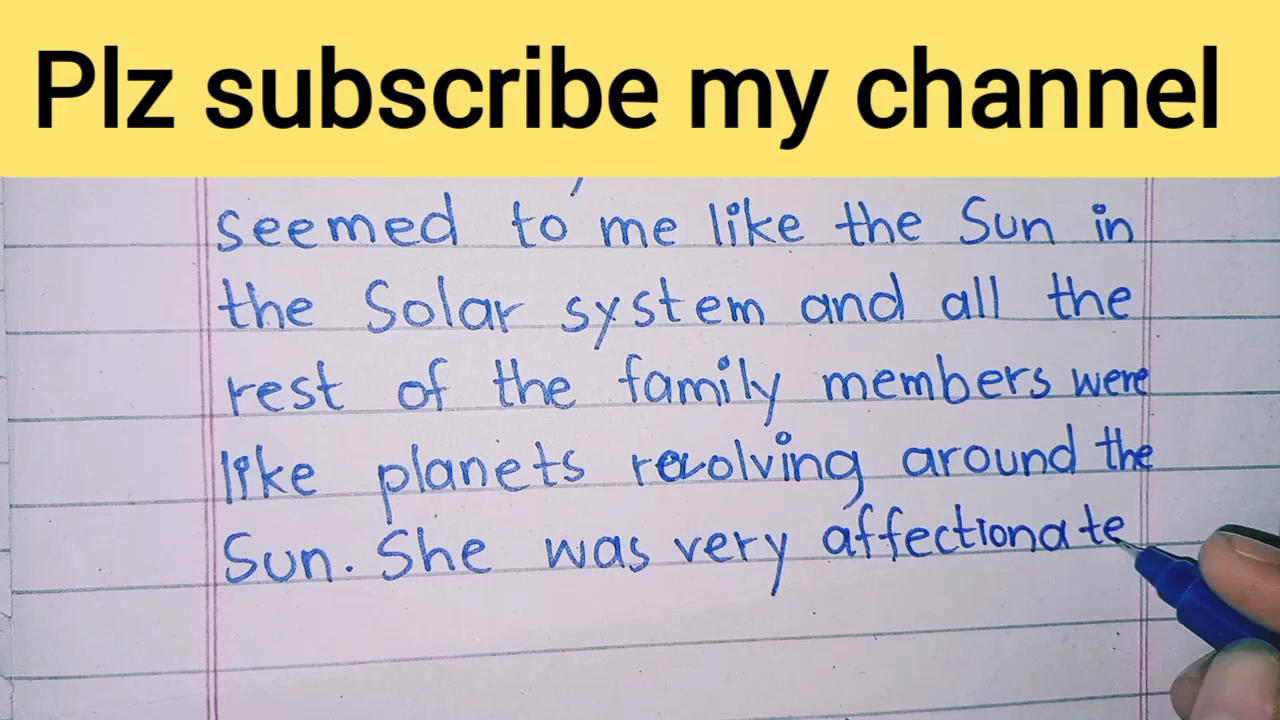 Plz subscribe my channel
seemed to me like the Sun in
the Solar system and all the
rest of the family members were
like planets revolving around the
Sun. She was very affectionate